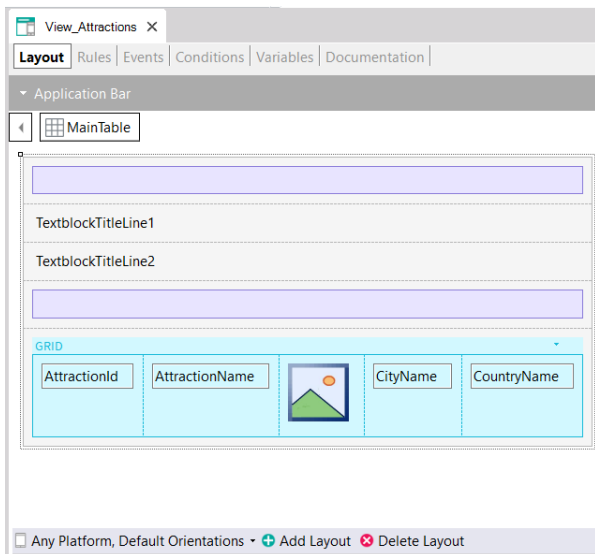 View_Attractions
Layout Rules Events Conditions Variables Documentation
Application Bar
MainTable
TextblockTitleLine1
TextblockTitleLine2
GRID
AttractionId AttractionName CityName CountryName
Any Platform, Default Orientations Add Layout Delete Layout